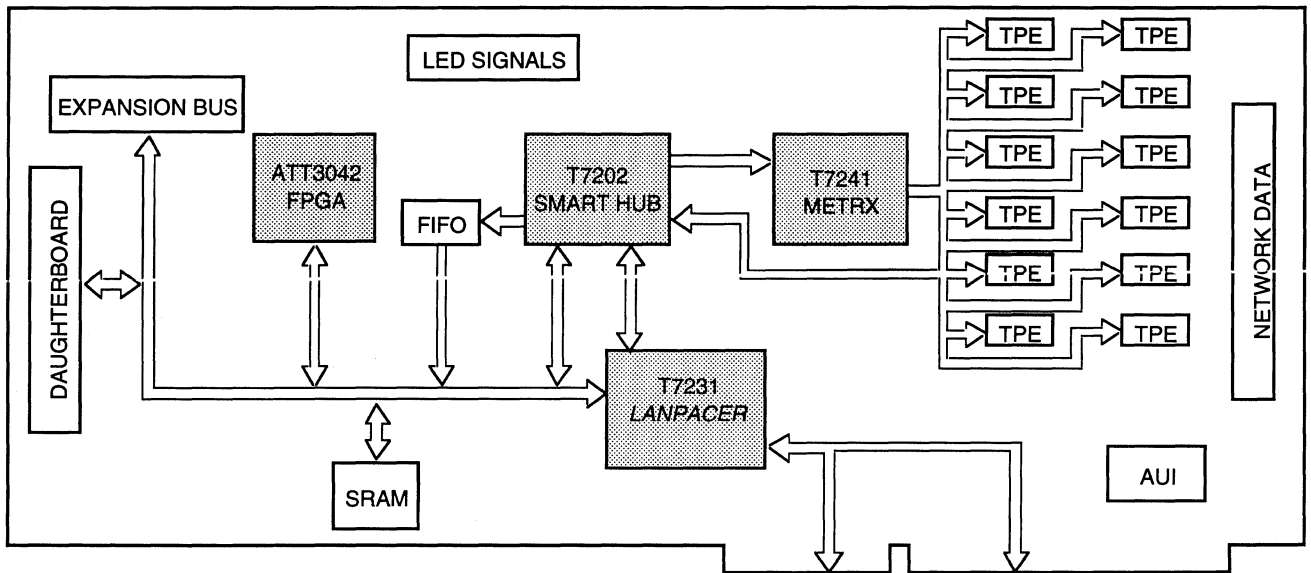 LED SIGNALS
EXPANSION BUS
DAUGHTERBOARD
ATT3042
FPGA
FIFO
T7202
SMART HUB
T7241
METRX
T7231
LANPACER
SRAM
TPE TPE
TPE TPE
TPE TPE
TPE TPE
TPE TPE
TPE TPE
NETWORK DATA
AUI